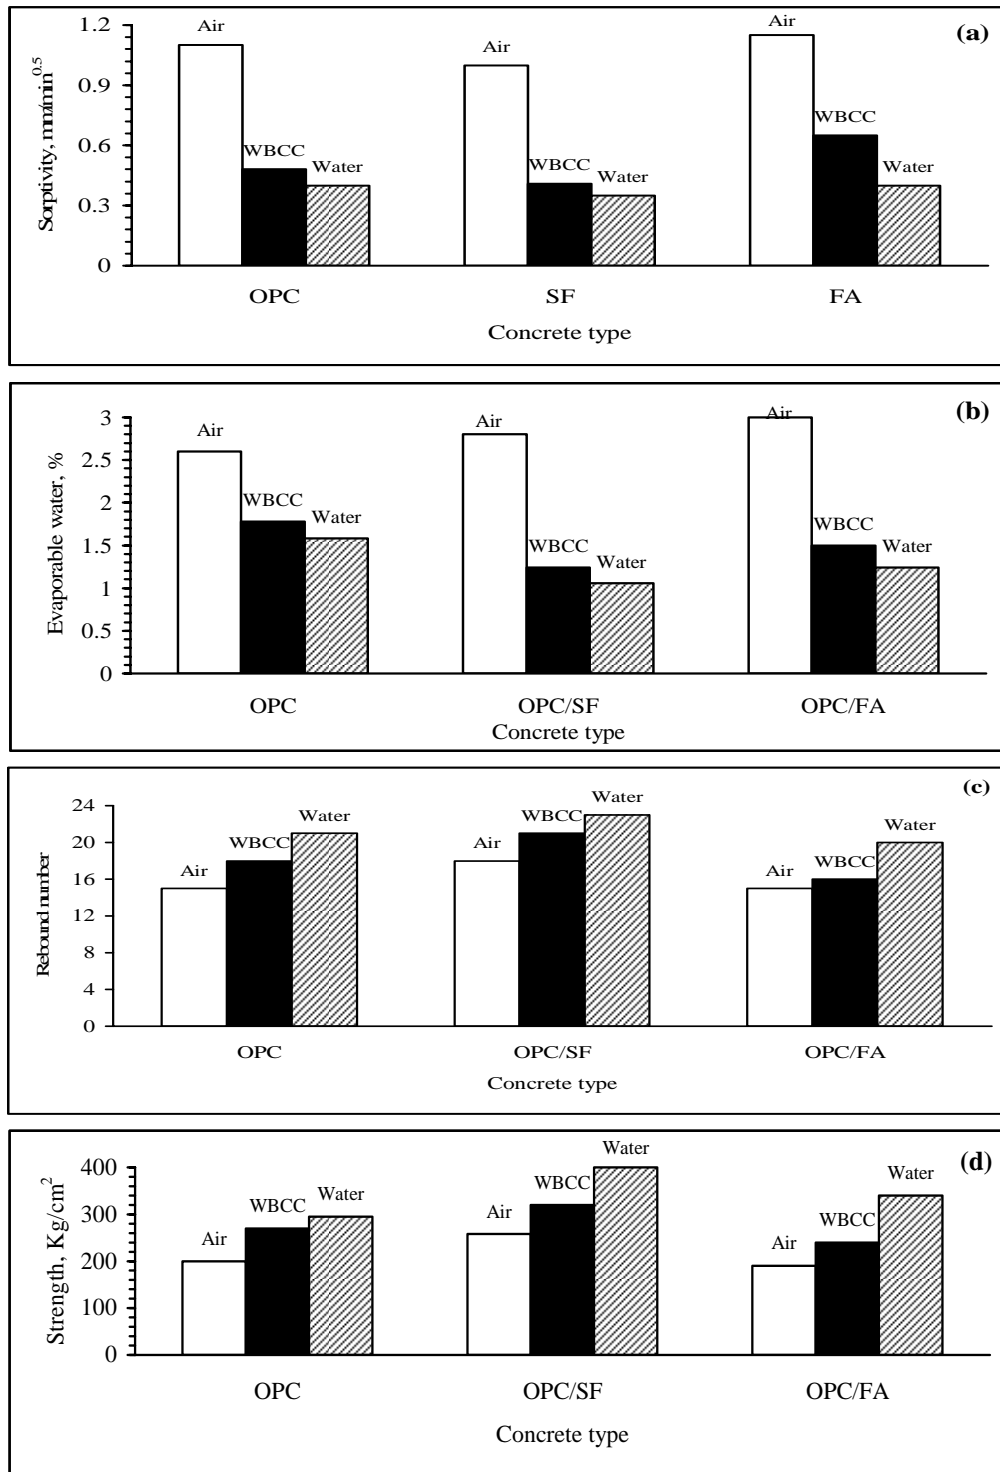 (a)
Sorptivity, mm/min^0.5
1.2
0.9
0.6
0.3
0
Air
WBCC
Water
Air
WBCC
Water
Air
WBCC
Water
OPC SF FA
Concrete type
(b)
Evaporable water, %
3
2.5
2
1.5
1
0.5
0
Air
WBCC
Water
Air
WBCC
Water
Air
WBCC
Water
OPC OPC/SF OPC/FA
Concrete type
(c)
Rebound number
24
20
16
12
8
4
0
Air
WBCC
Water
Air
WBCC
Water
Air
WBCC
Water
OPC OPC/SF OPC/FA
Concrete type
(d)
Strength, Kg/cm²
400
300
200
100
0
Air
WBCC
Water
Air
WBCC
Water
Air
WBCC
Water
OPC OPC/SF OPC/FA
Concrete type